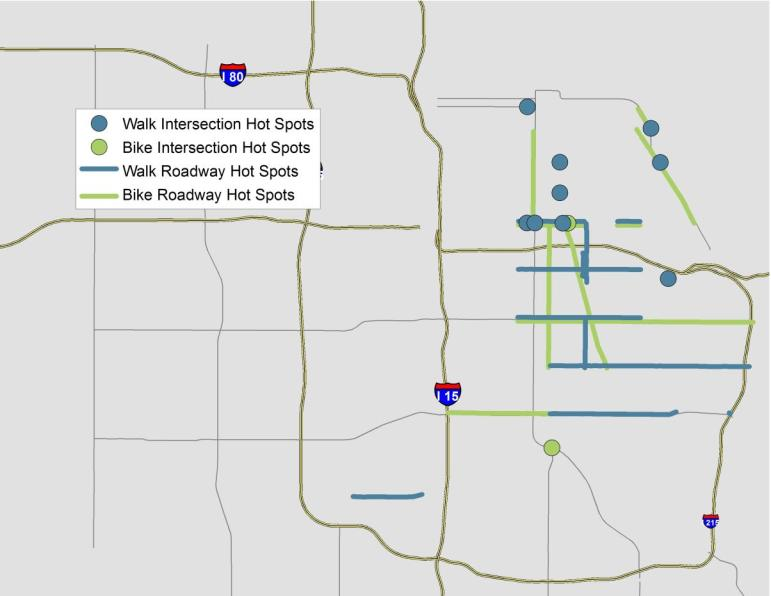 I 80
Walk Intersection Hot Spots
Bike Intersection Hot Spots
Walk Roadway Hot Spots
Bike Roadway Hot Spots
I 15
215